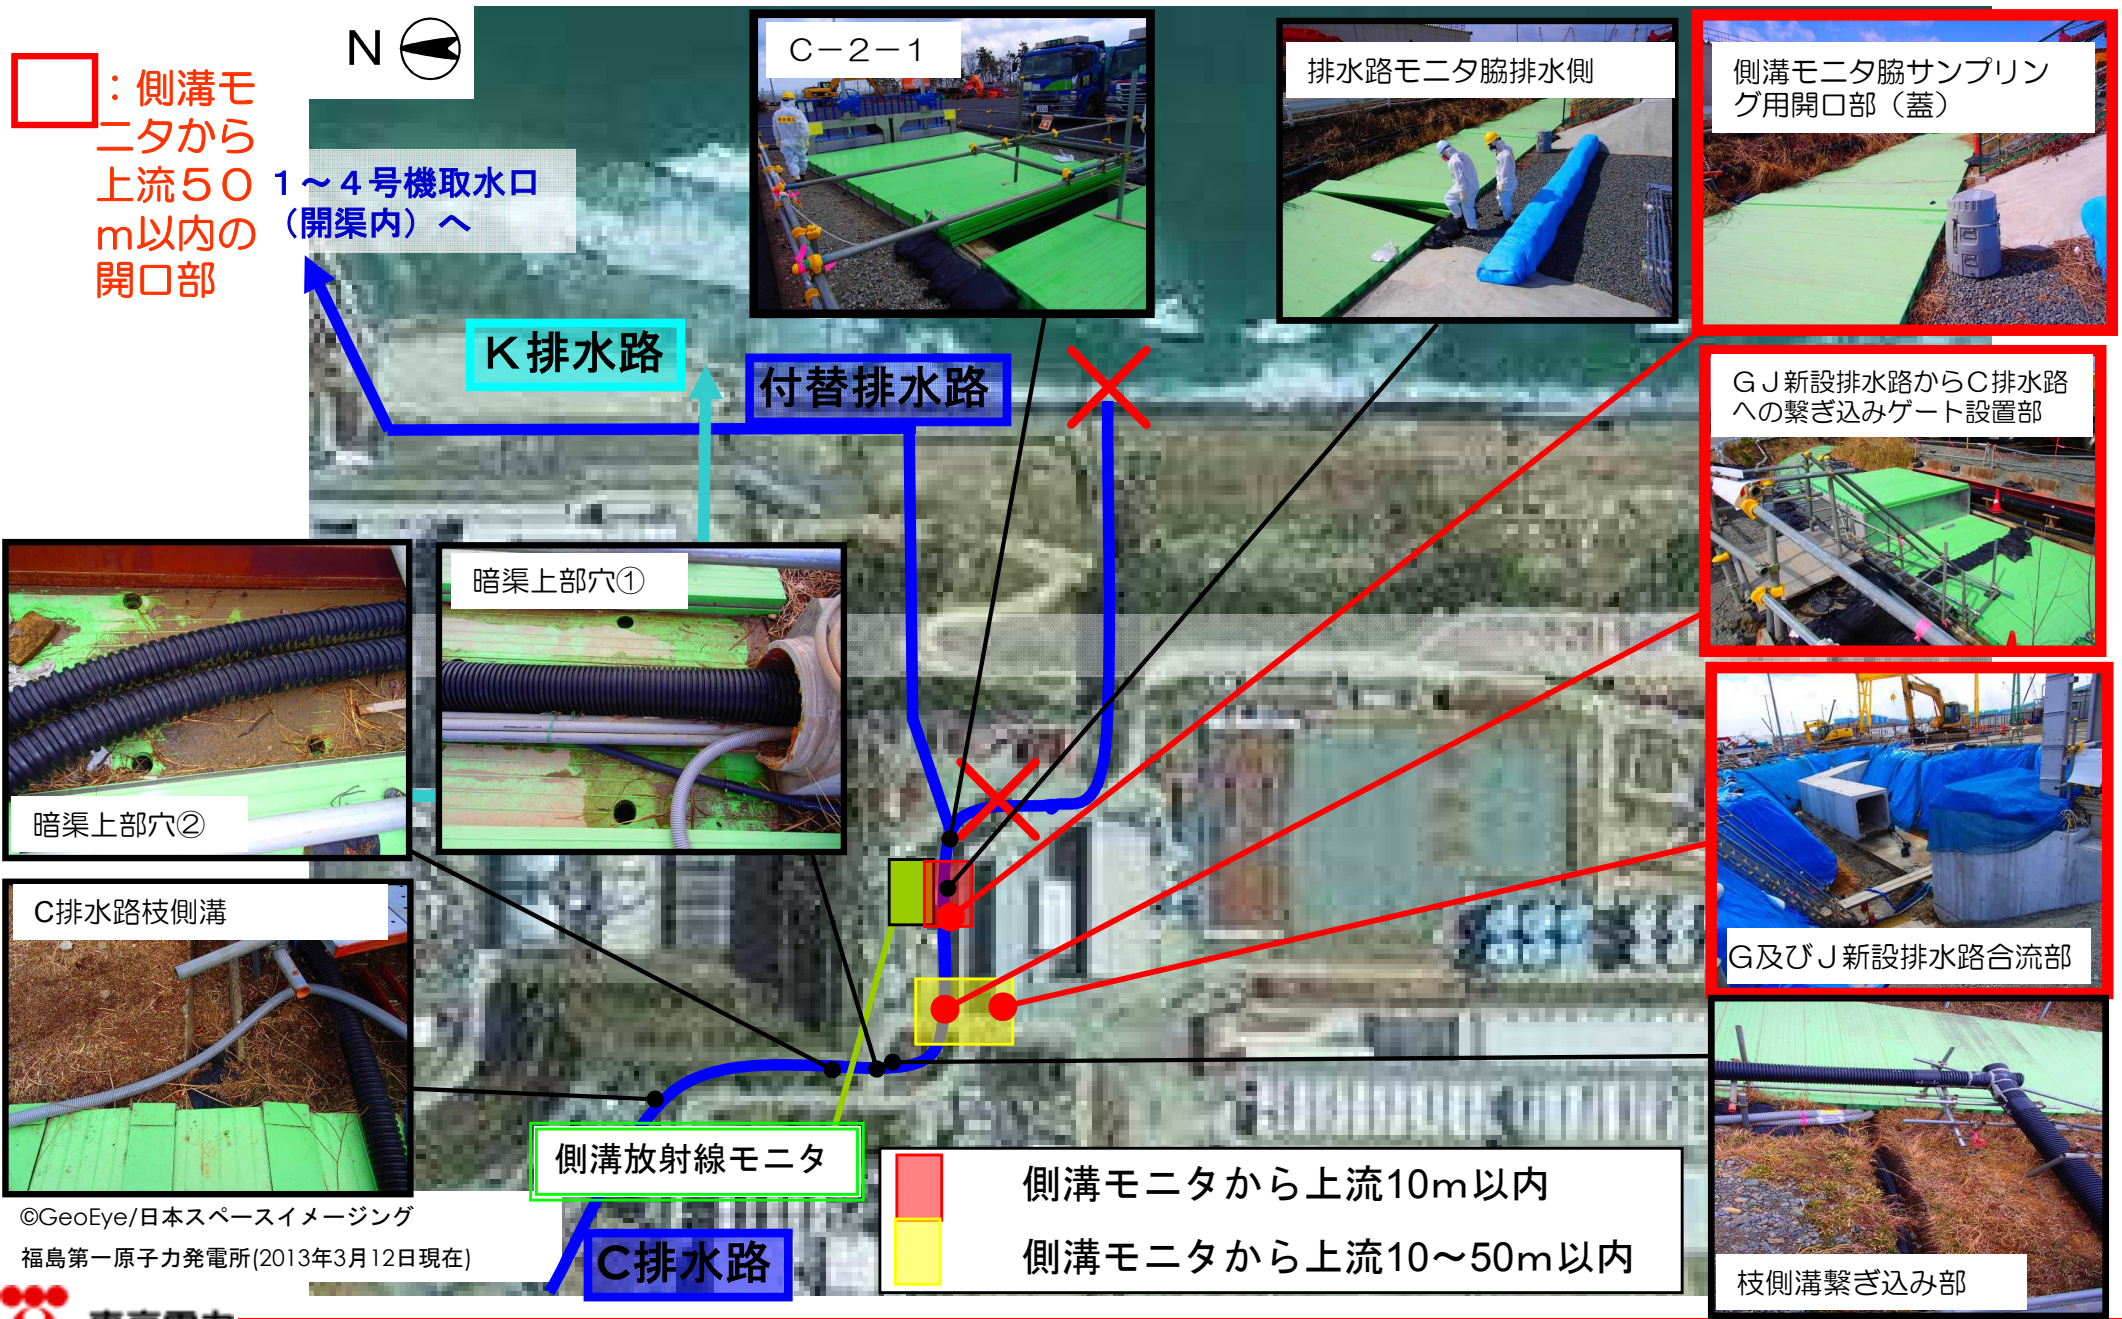 N
：側溝モ
ニタから
上流５０
ｍ以内の
開口部
１～４号機取水口
（開渠内）へ
Ｃ－２－１
排水路モニタ脇排水側
側溝モニタ脇サンプリン
グ用開口部（蓋）
Ｋ排水路
付替排水路
ＧＪ新設排水路からＣ排水路
への繋ぎ込みゲート設置部
暗渠上部穴②
暗渠上部穴①
G及びＪ新設排水路合流部
C排水路枝側溝
側溝放射線モニタ
側溝モニタから上流10ｍ以内
側溝モニタから上流10～50ｍ以内
枝側溝繋ぎ込み部
C排水路
©GeoEye/日本スペースイメージング
福島第一原子力発電所(2013年3月12日現在)
東京電力